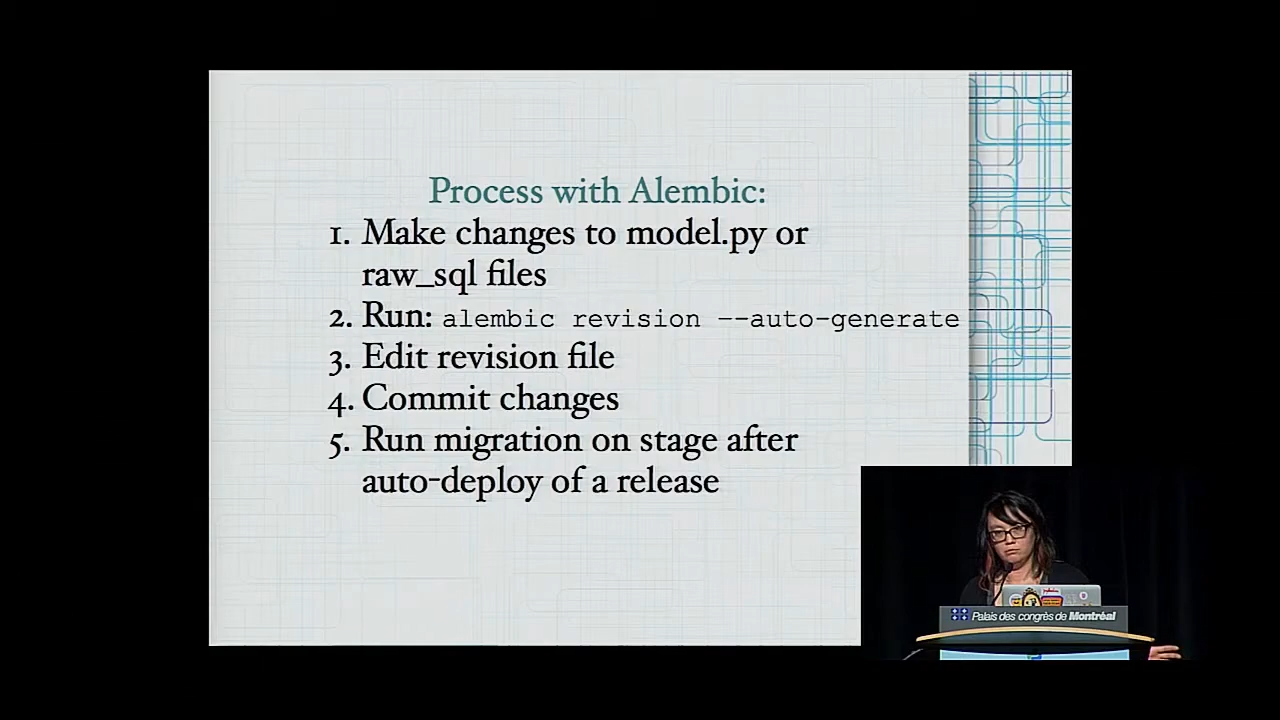 Process with Alembic:
1. Make changes to model.py or
raw_sql files
2. Run: alembic revision --auto-generate
3. Edit revision file
4. Commit changes
5. Run migration on stage after
auto-deploy of a release
Palais des congrès de Montréal